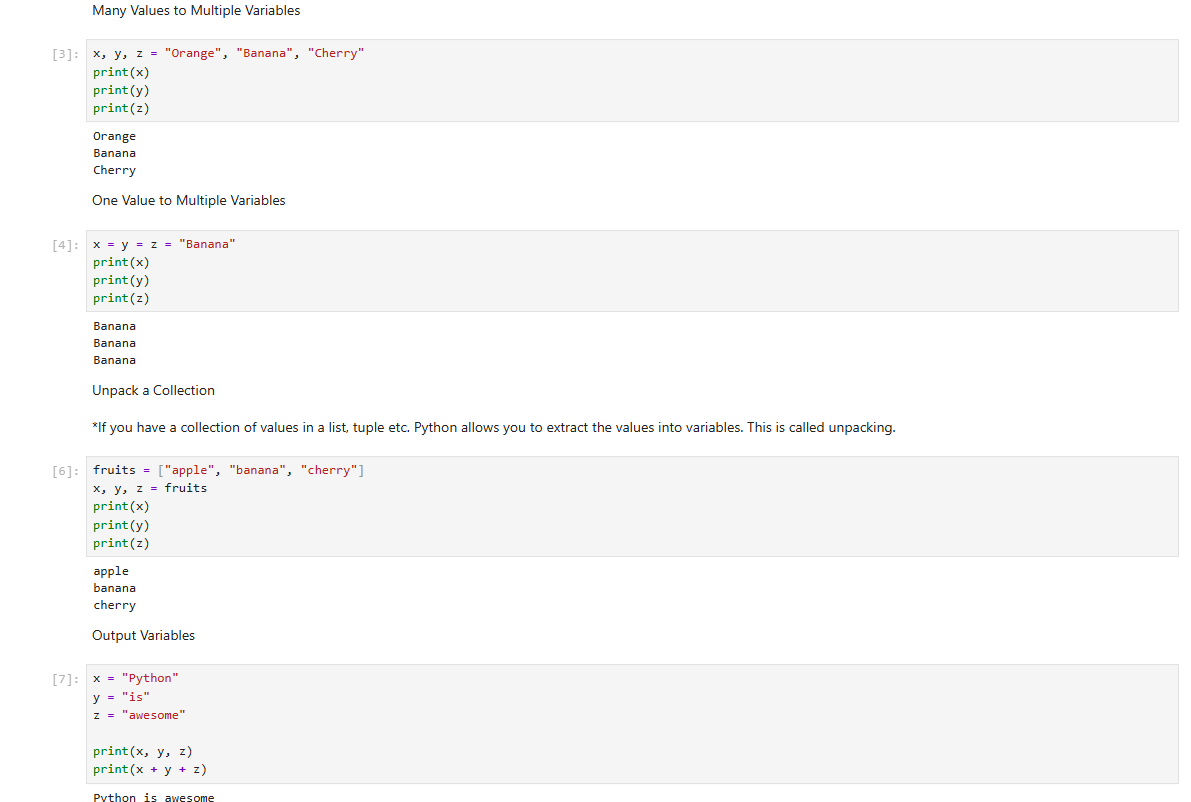 Many Values to Multiple Variables
[3]: x, y, z = "Orange", "Banana", "Cherry"
print(x)
print(y)
print(z)
Orange
Banana
Cherry
One Value to Multiple Variables
[4]: x = y = z = "Banana"
print(x)
print(y)
print(z)
Banana
Banana
Banana
Unpack a Collection
*If you have a collection of values in a list, tuple etc. Python allows you to extract the values into variables. This is called unpacking.
[6]: fruits = ["apple", "banana", "cherry"]
x, y, z = fruits
print(x)
print(y)
print(z)
apple
banana
cherry
Output Variables
[7]: x = "Python"
y = "is"
z = "awesome"
print(x, y, z)
print(x + y + z)
Python is awesome